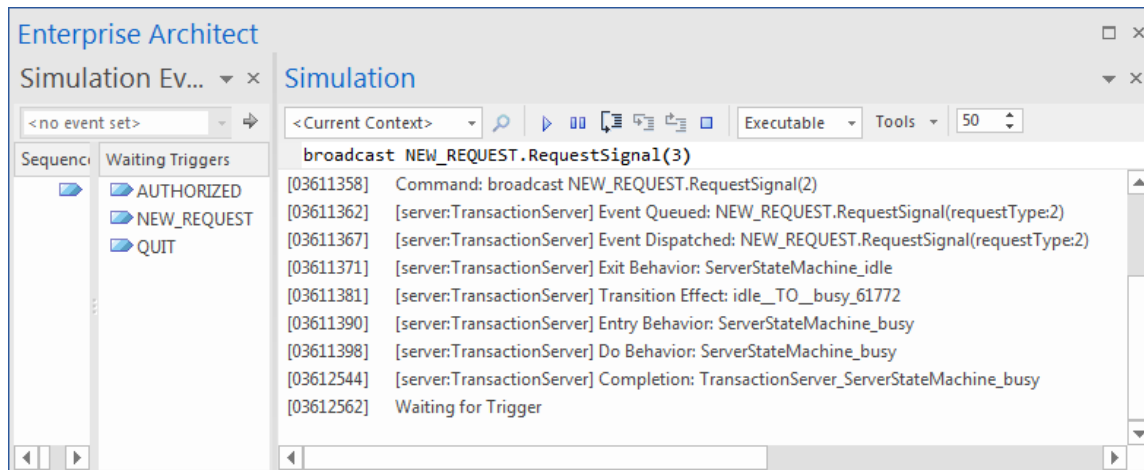 Enterprise Architect
Simulation Ev...
Simulation
<no event set>
<Current Context>
Executable
Tools
50
Sequence
Waiting Triggers
AUTHORIZED
NEW_REQUEST
QUIT
broadcast NEW_REQUEST.RequestSignal(3)
[03611358] Command: broadcast NEW_REQUEST.RequestSignal(2)
[03611362] [server:TransactionServer] Event Queued: NEW_REQUEST.RequestSignal(requestType:2)
[03611367] [server:TransactionServer] Event Dispatched: NEW_REQUEST.RequestSignal(requestType:2)
[03611371] [server:TransactionServer] Exit Behavior: ServerStateMachine_idle
[03611381] [server:TransactionServer] Transition Effect: idle__TO__busy_61772
[03611390] [server:TransactionServer] Entry Behavior: ServerStateMachine_busy
[03611398] [server:TransactionServer] Do Behavior: ServerStateMachine_busy
[03612544] [server:TransactionServer] Completion: TransactionServer_ServerStateMachine_busy
[03612562] Waiting for Trigger